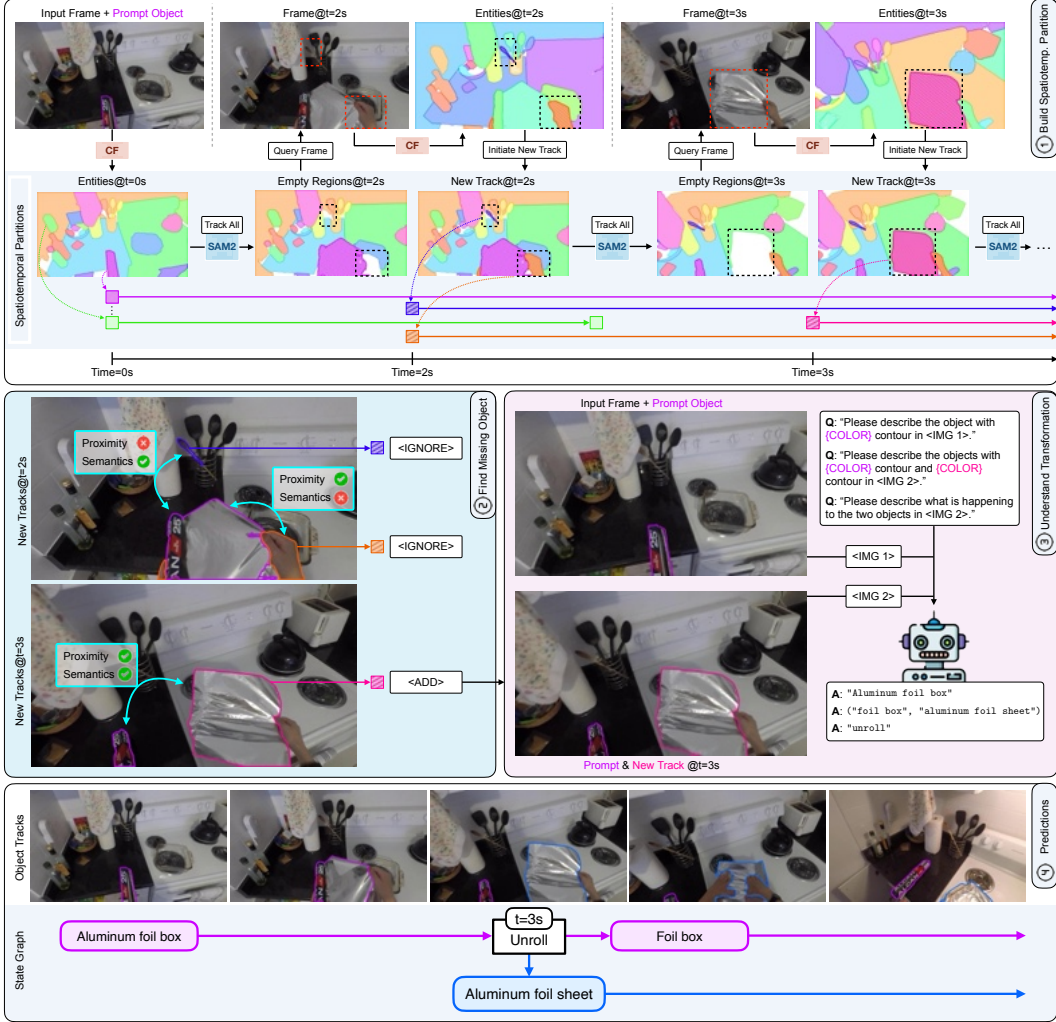 Input Frame + Prompt Object
Frame@t=2s
Entities@t=2s
Frame@t=3s
Entities@t=3s
1 Build Spatiotemp. Partition
CF
Query Frame
CF
Initiate New Track
Query Frame
CF
Initiate New Track
Spatiotemporal Partitions
Entities@t=0s
Empty Regions@t=2s
New Track@t=2s
Empty Regions@t=3s
New Track@t=3s
Track All
SAM2
Track All
SAM2
Track All
SAM2
...
Time=0s
Time=2s
Time=3s
2 Find Missing Object
New Tracks@t=2s
Proximity
Semantics
Proximity
Semantics
25
<IGNORE>
<IGNORE>
New Tracks@t=3s
Proximity
Semantics
<ADD>
3 Understand Transformation
Input Frame + Prompt Object
25
Q: “Please describe the object with
{COLOR} contour in <IMG 1>.”
Q: “Please describe the objects with
{COLOR} contour and {COLOR}
contour in <IMG 2>.”
Q: “Please describe what is happening
to the two objects in <IMG 2>.”
<IMG 1>
<IMG 2>
A: "Aluminum foil box"
A: ("foil box", "aluminum foil sheet")
A: "unroll"
Prompt & New Track @t=3s
4 Predictions
Object Tracks
State Graph
Aluminum foil box
t=3s
Unroll
Foil box
Aluminum foil sheet